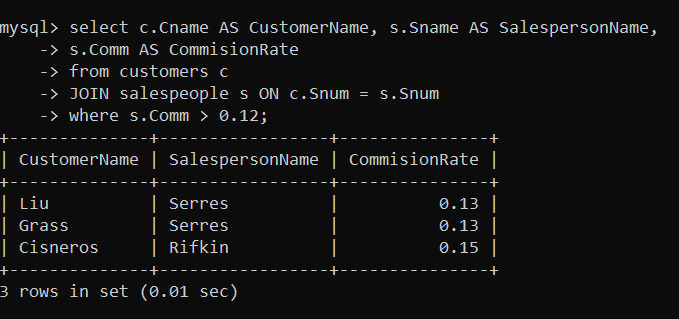 mysql> select c.Cname AS CustomerName, s.Sname AS SalespersonName,
    -> s.Comm AS CommisionRate
    -> from customers c
    -> JOIN salespeople s ON c.Snum = s.Snum
    -> where s.Comm > 0.12;
+--------------+-----------------+---------------+
| CustomerName | SalespersonName | CommisionRate |
+--------------+-----------------+---------------+
| Liu          | Serres          |          0.13 |
| Grass        | Serres          |          0.13 |
| Cisneros     | Rifkin          |          0.15 |
+--------------+-----------------+---------------+
3 rows in set (0.01 sec)